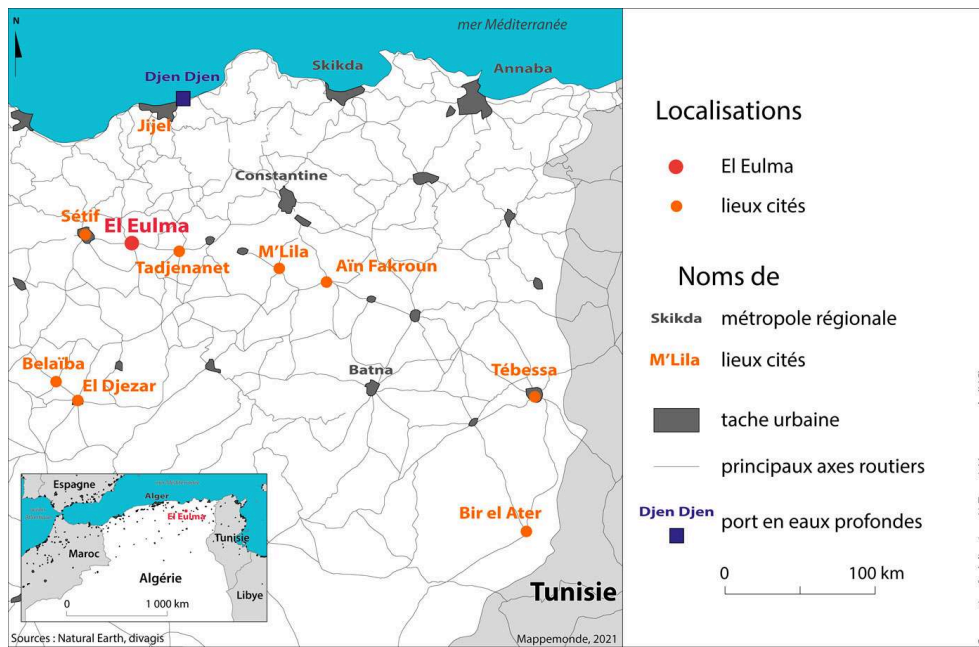 N
mer Méditerranée
Djen Djen
Skikda
Annaba
Jijel
Constantine
Sétif
El Eulma
Tadjenanet
M'Lila
Aïn Fakroun
Belaïba
El Djezar
Batna
Tébessa
Bir el Ater
Tunisie
Espagne
Alger
El Eulma
Maroc
Tunisie
Algérie
Libye
0 1 000 km
Sources : Natural Earth, divagis
Mappemonde, 2021
Localisations
El Eulma
lieux cités
Noms de
Skikda métropole régionale
M'Lila lieux cités
tache urbaine
principaux axes routiers
Djen Djen port en eaux profondes
0 100 km